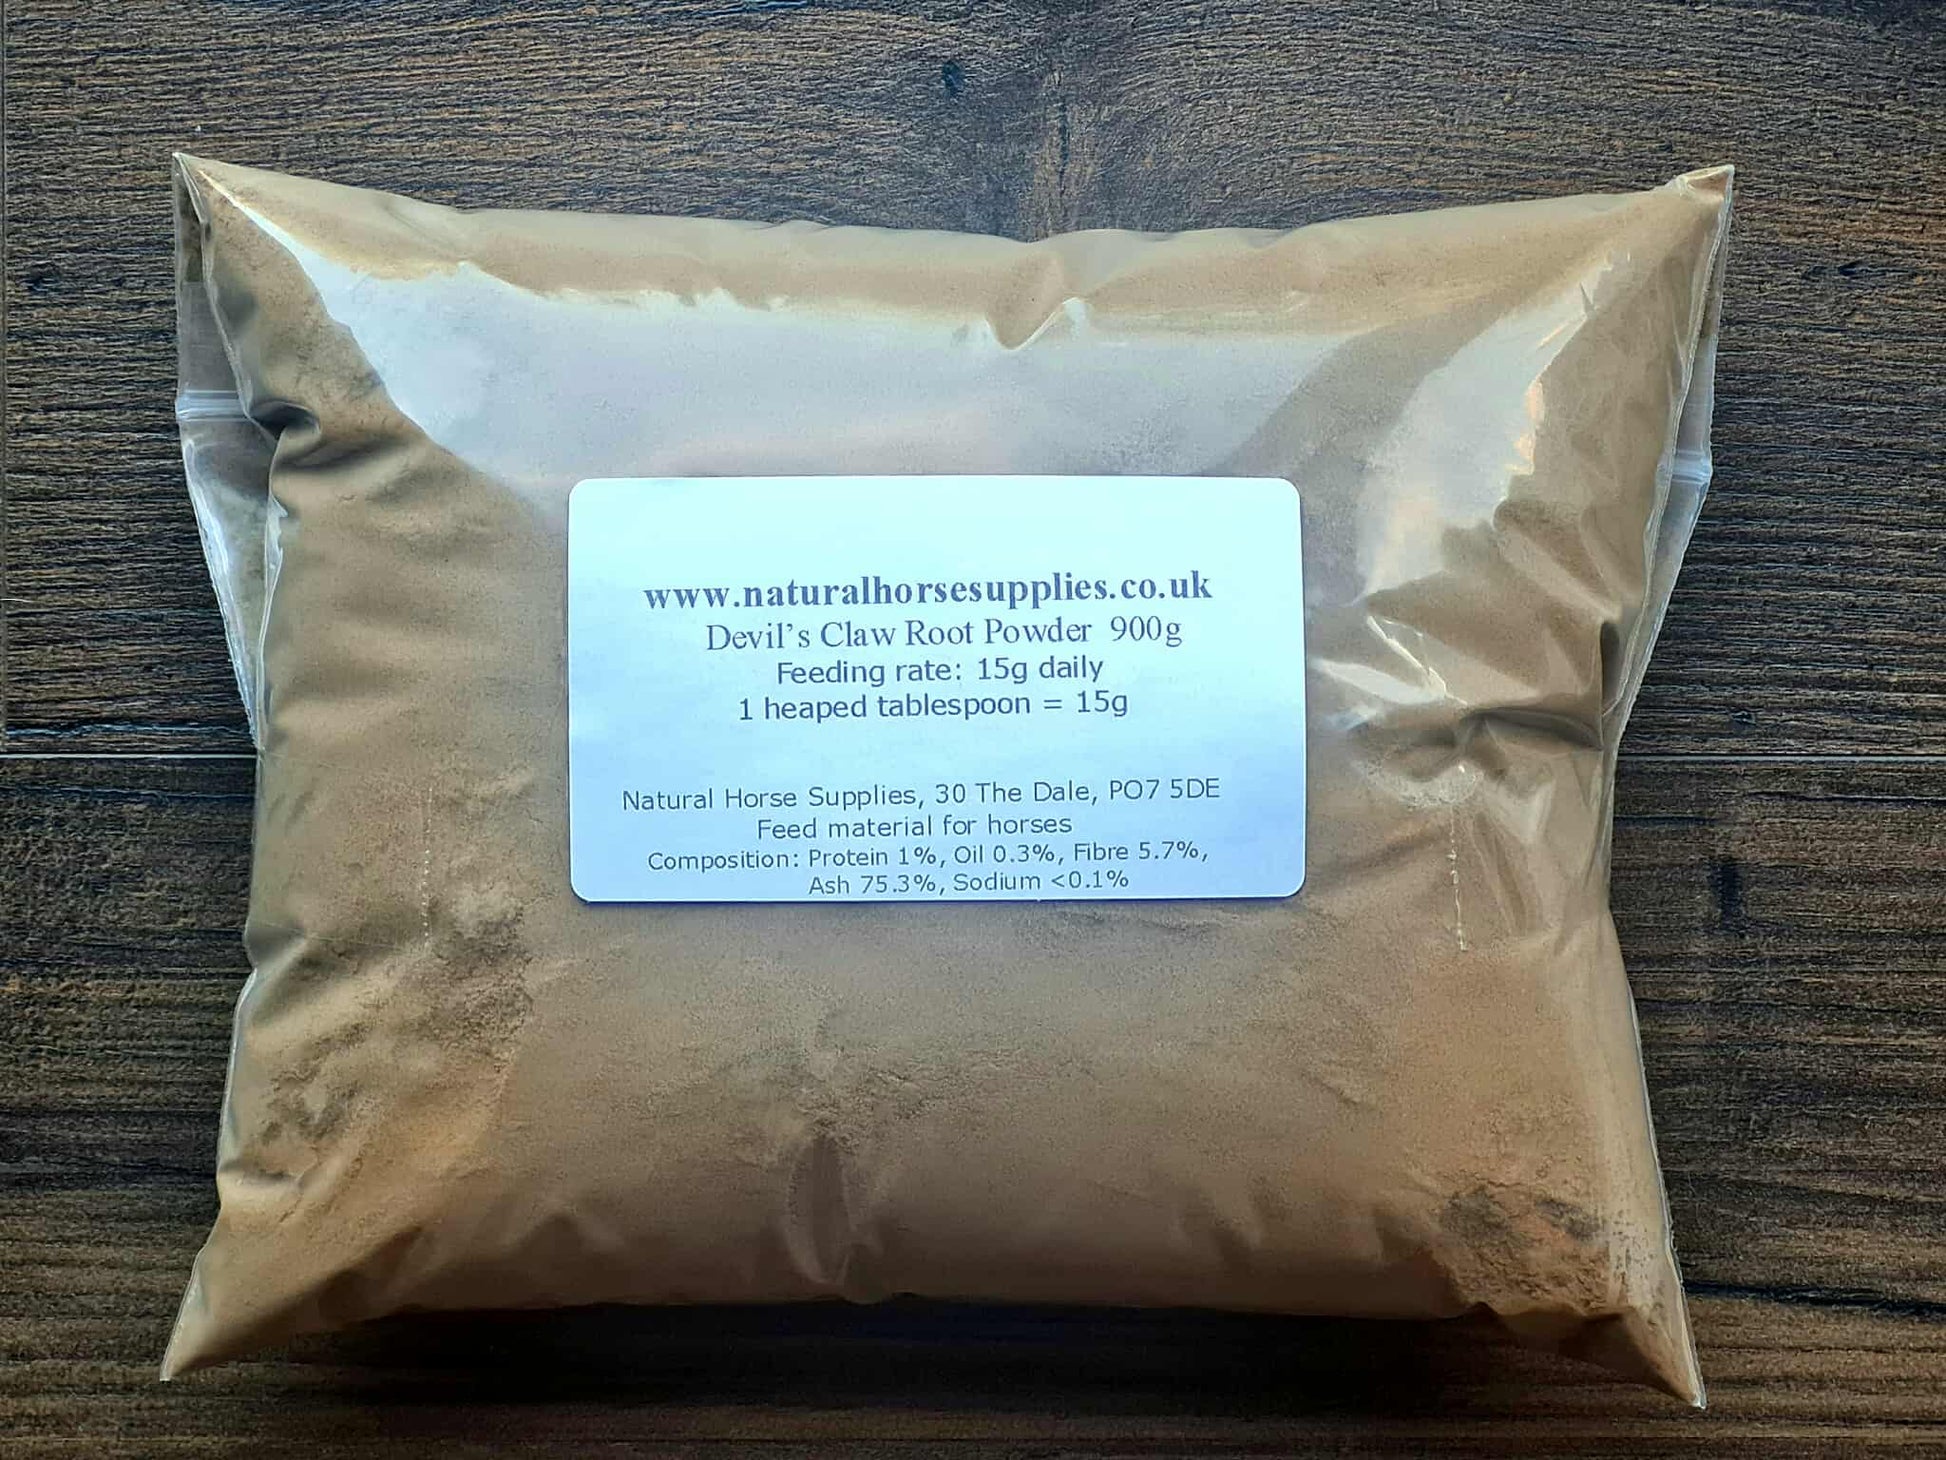 www.naturalhorsesupplies.co.uk
Devil’s Claw Root Powder 900g
Feeding rate: 15g daily
1 heaped tablespoon = 15g
Natural Horse Supplies, 30 The Dale, PO7 5DE
Feed material for horses
Composition: Protein 1%, Oil 0.3%, Fibre 5.7%,
Ash 75.3%, Sodium <0.1%